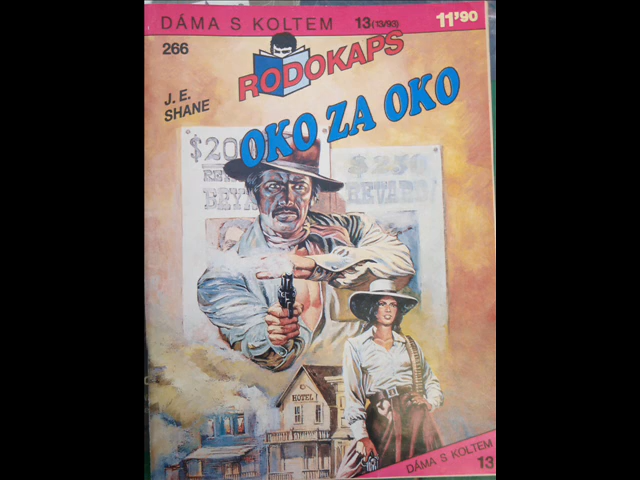 DÁMA S KOLTEM 13 (13/93) 11'90
266
RODOKAPS
J. E.
SHANE
OKO ZA OKO
$20
$250
REWARD
HOTEL
DÁMA S KOLTEM
13